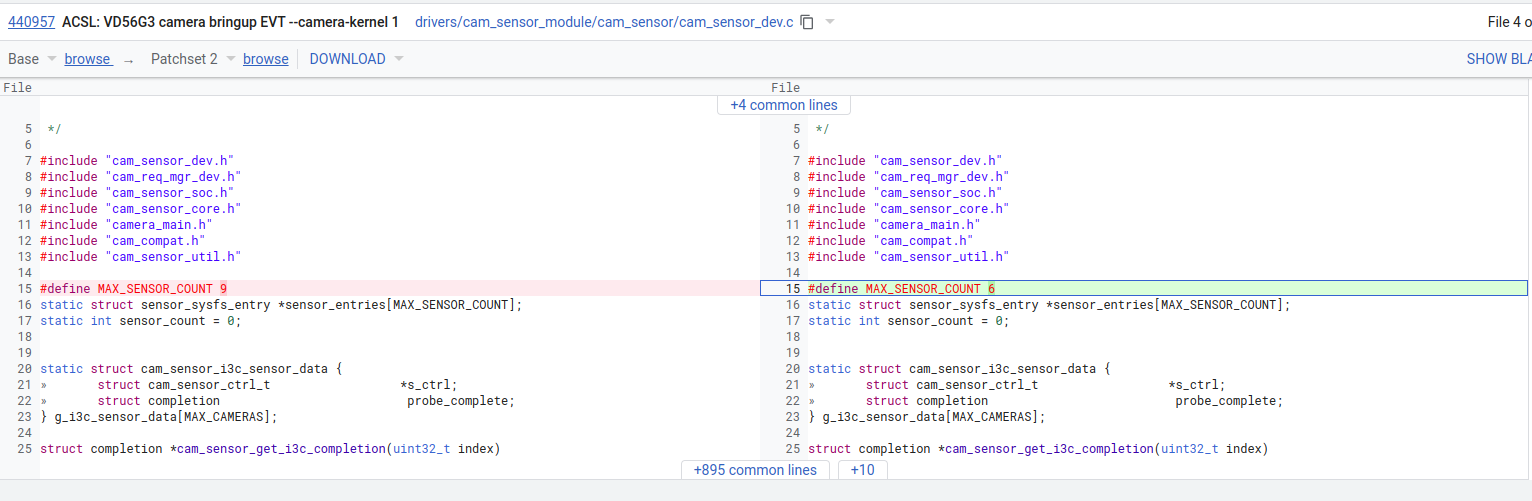 440957 ACSL: VD56G3 camera bringup EVT --camera-kernel 1 drivers/cam_sensor_module/cam_sensor/cam_sensor_dev.c File 4 o
Base browse → Patchset 2 browse DOWNLOAD SHOW BLA
File File
+4 common lines
5 */ 5 */
6 6
7 #include "cam_sensor_dev.h" 7 #include "cam_sensor_dev.h"
8 #include "cam_req_mgr_dev.h" 8 #include "cam_req_mgr_dev.h"
9 #include "cam_sensor_soc.h" 9 #include "cam_sensor_soc.h"
10 #include "cam_sensor_core.h" 10 #include "cam_sensor_core.h"
11 #include "camera_main.h" 11 #include "camera_main.h"
12 #include "cam_compat.h" 12 #include "cam_compat.h"
13 #include "cam_sensor_util.h" 13 #include "cam_sensor_util.h"
14 14
15 #define MAX_SENSOR_COUNT 9 15 #define MAX_SENSOR_COUNT 6
16 static struct sensor_sysfs_entry *sensor_entries[MAX_SENSOR_COUNT]; 16 static struct sensor_sysfs_entry *sensor_entries[MAX_SENSOR_COUNT];
17 static int sensor_count = 0; 17 static int sensor_count = 0;
18 18
19 19
20 static struct cam_sensor_i3c_sensor_data { 20 static struct cam_sensor_i3c_sensor_data {
21 » struct cam_sensor_ctrl_t *s_ctrl; 21 » struct cam_sensor_ctrl_t *s_ctrl;
22 » struct completion probe_complete; 22 » struct completion probe_complete;
23 } g_i3c_sensor_data[MAX_CAMERAS]; 23 } g_i3c_sensor_data[MAX_CAMERAS];
24 24
25 struct completion *cam_sensor_get_i3c_completion(uint32_t index) 25 struct completion *cam_sensor_get_i3c_completion(uint32_t index)
+895 common lines +10